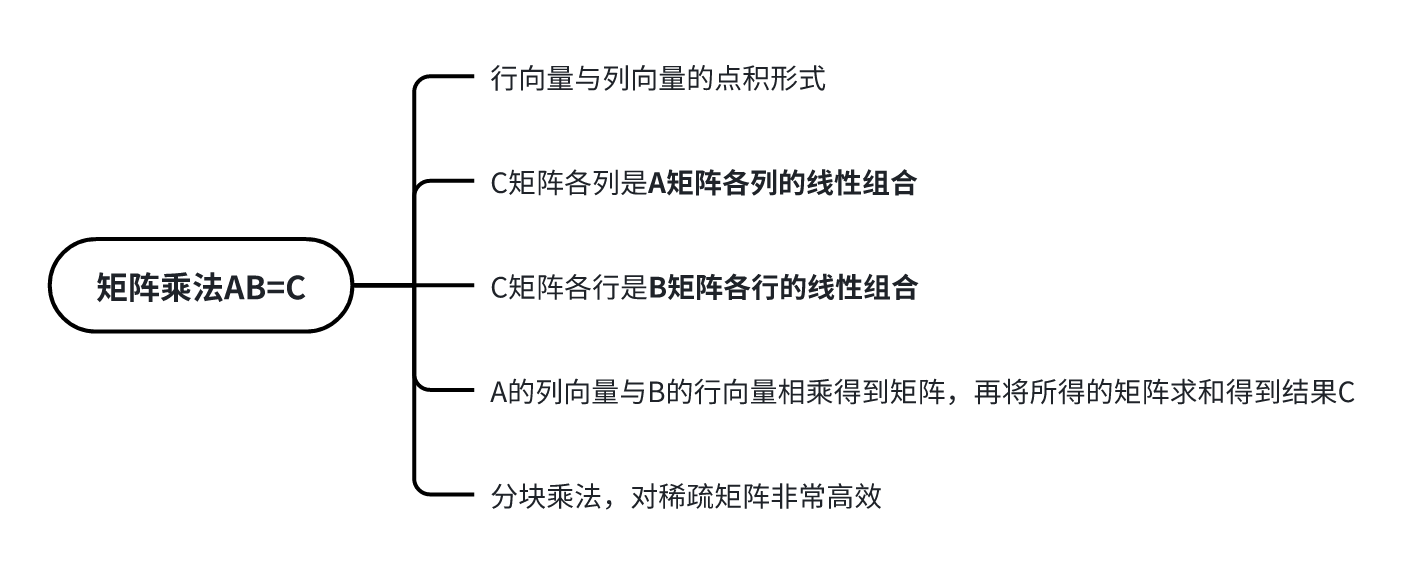 行向量与列向量的点积形式
C矩阵各列是A矩阵各列的线性组合
矩阵乘法AB=C
C矩阵各行是B矩阵各行的线性组合
A的列向量与B的行向量相乘得到矩阵，再将所得的矩阵求和得到结果C
分块乘法，对稀疏矩阵非常高效